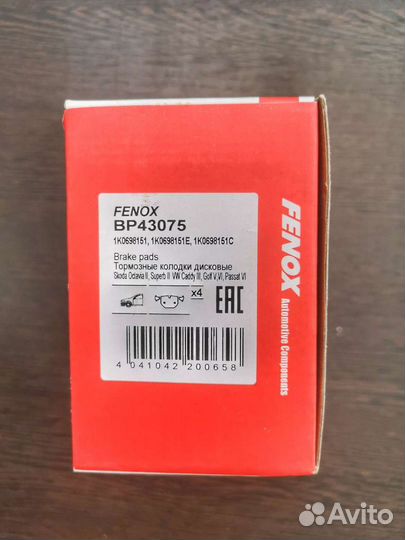 FENOX
BP43075
1K0698151, 1K0698151E, 1K0698151C
Brake pads
Тормозные колодки дисковые
Skoda Octavia II, Superb II VW Caddy III, Golf V,VI, Passat VI
x4
EAC
4 041042 200658
FENOX
Automotive Components
Avito